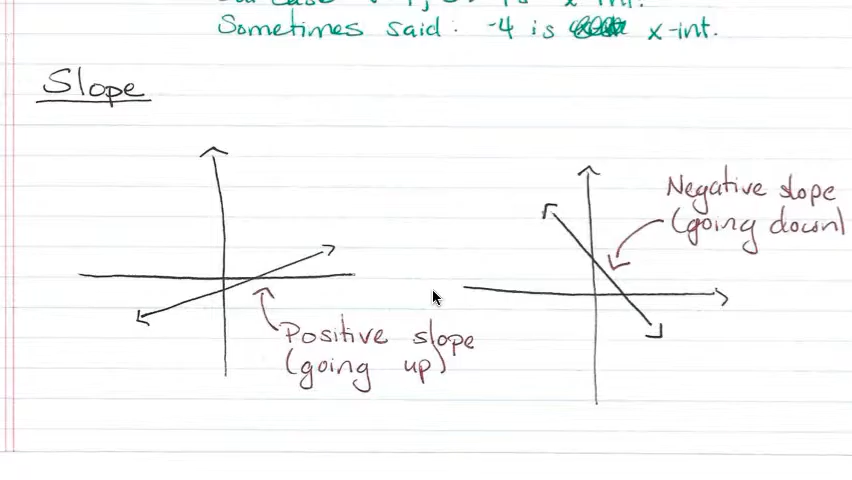 Sometimes said: -4 is x-int.
Slope
Negative slope
(going down)
Positive slope
(going up)